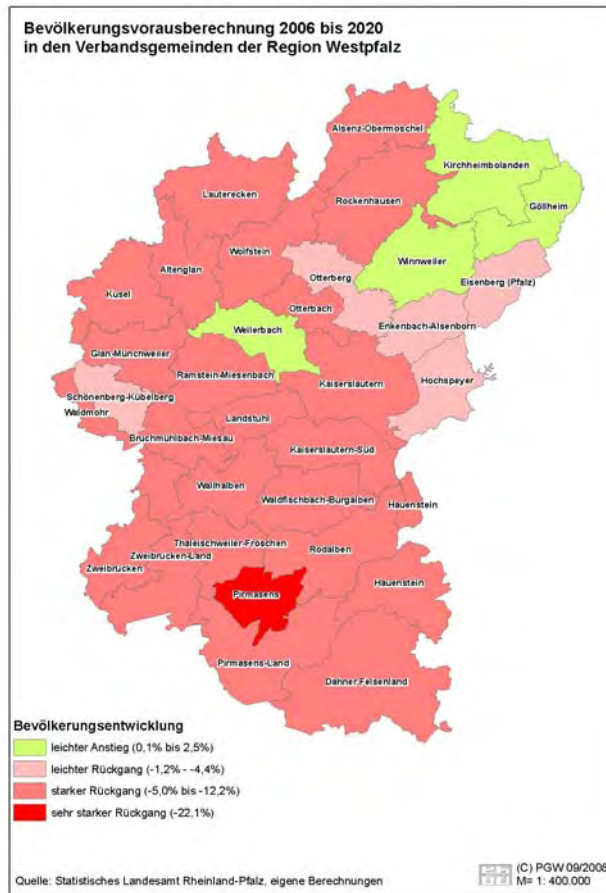 Bevölkerungsvorausberechnung 2006 bis 2020
in den Verbandsgemeinden der Region Westpfalz
Alsenz-Obermoschel
Kirchheimbolanden
Lauterecken
Rockenhausen
Göllheim
Wolfstein
Winnweiler
Altenglan
Otterberg
Eisenberg (Pfalz)
Kusel
Otterbach
Weilerbach
Enkenbach-Alsenborn
Glan-Münchweiler
Ramstein-Miesenbach
Kaiserslautern
Hochspeyer
Schönenberg-Kübelberg
Waldmohr
Landstuhl
Bruchmühlbach-Miesau
Kaiserslautern-Süd
Wallhalben
Waldfischbach-Burgalben
Hauenstein
Thaleischweiler-Fröschen
Rodalben
Zweibrücken-Land
Zweibrücken
Hauenstein
Pirmasens
Pirmasens-Land
Dahner Felsenland
Bevölkerungsentwicklung
leichter Anstieg (0,1% bis 2,5%)
leichter Rückgang (-1,2% - -4,4%)
starker Rückgang (-5,0% bis -12,2%)
sehr starker Rückgang (-22,1%)
(C) PGW 09/2008
Quelle: Statistisches Landesamt Rheinland-Pfalz, eigene Berechnungen
M= 1: 400.000